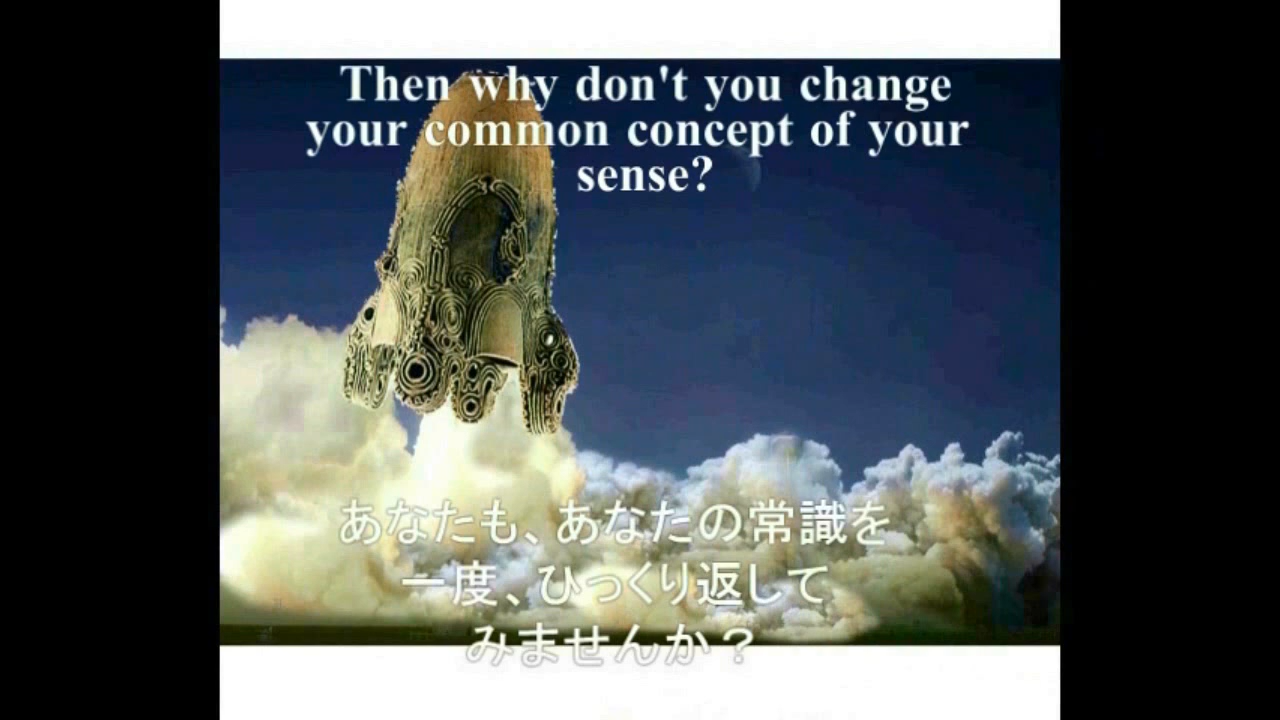 Then why don't you change
your common concept of your
sense?
あなたも、あなたの常識を
一度、ひっくり返して
みませんか？